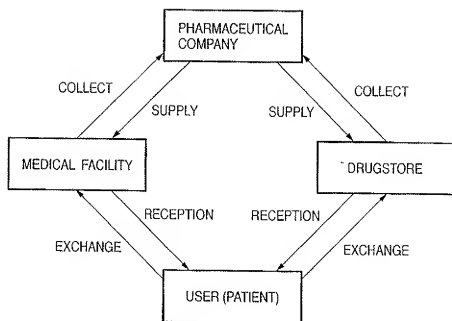 PHARMACEUTICAL
COMPANY
COLLECT
COLLECT
SUPPLY
SUPPLY
MEDICAL FACILITY
DRUGSTORE
RECEPTION
RECEPTION
EXCHANGE
EXCHANGE
USER (PATIENT)